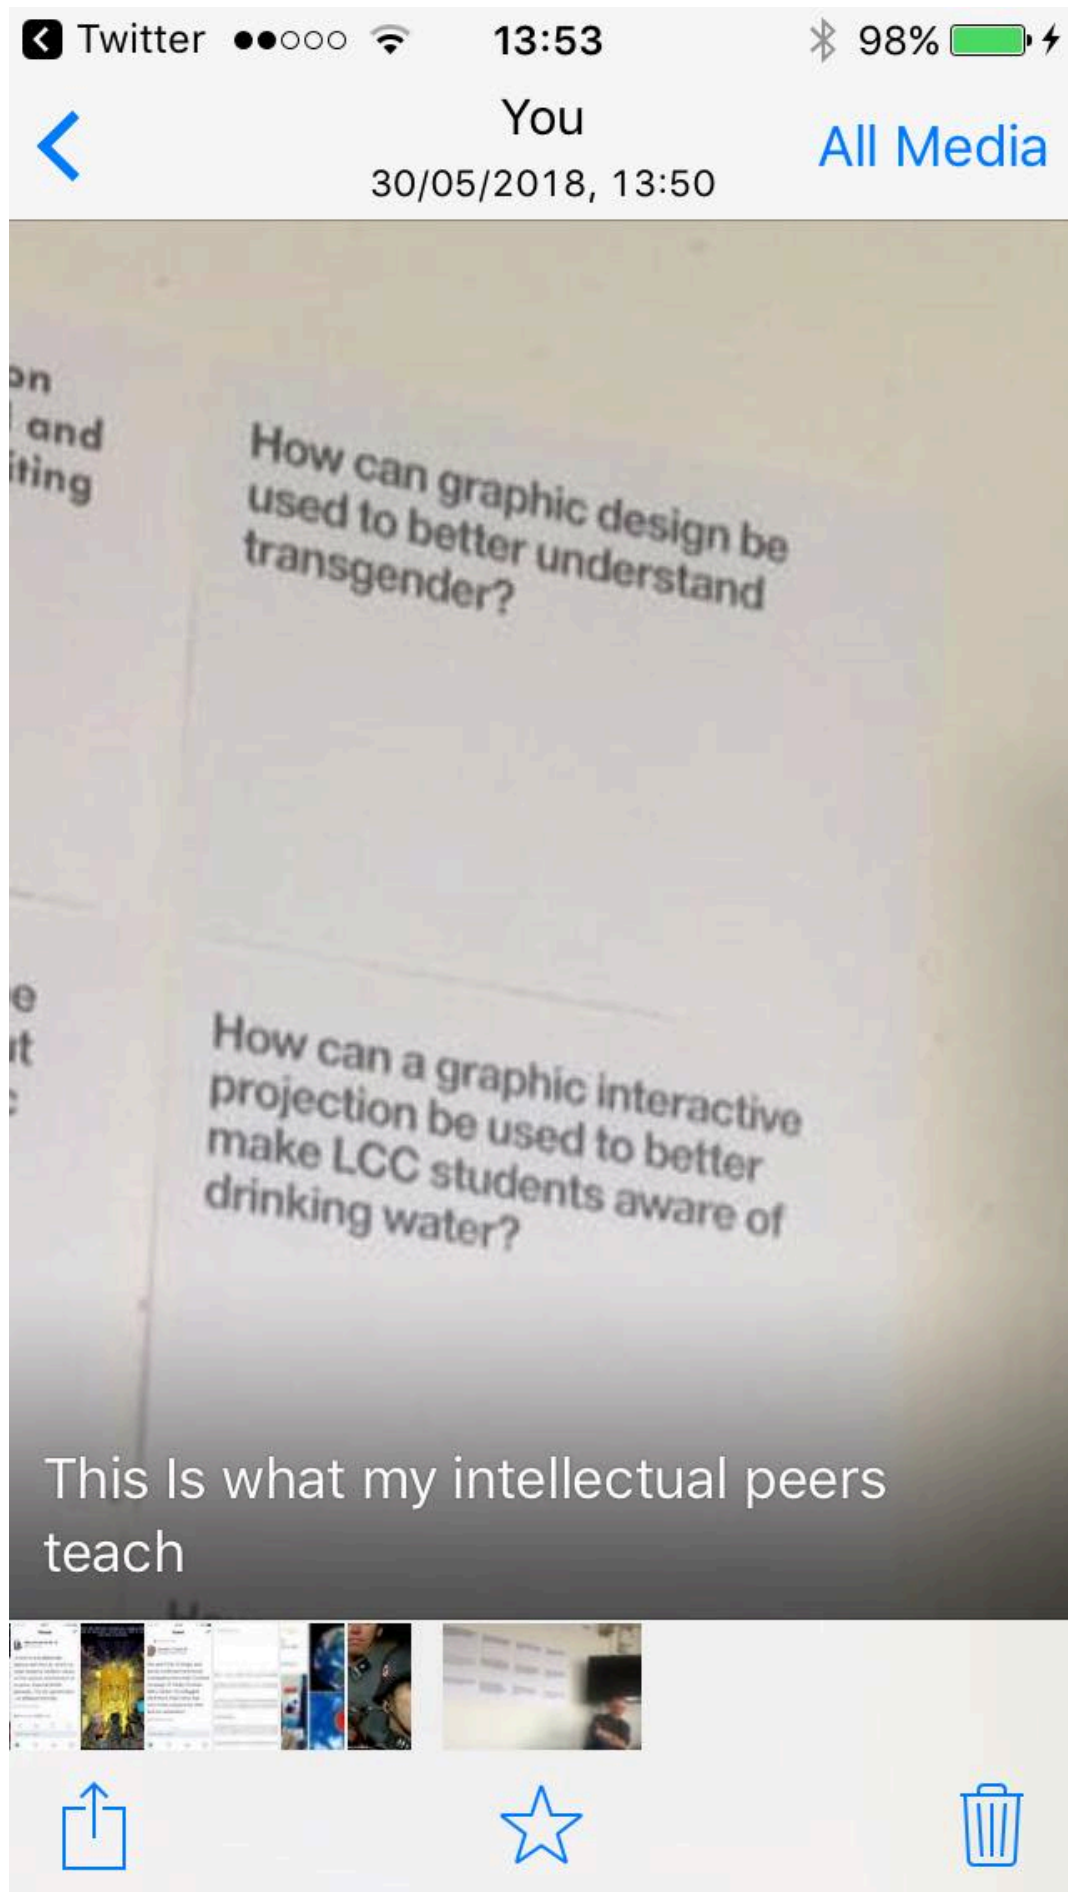 Twitter 13:53 98%
You
All Media
30/05/2018, 13:50
on
and
iting
How can graphic design be
used to better understand
transgender?
e
it
How can a graphic interactive
projection be used to better
make LCC students aware of
drinking water?
This Is what my intellectual peers
teach